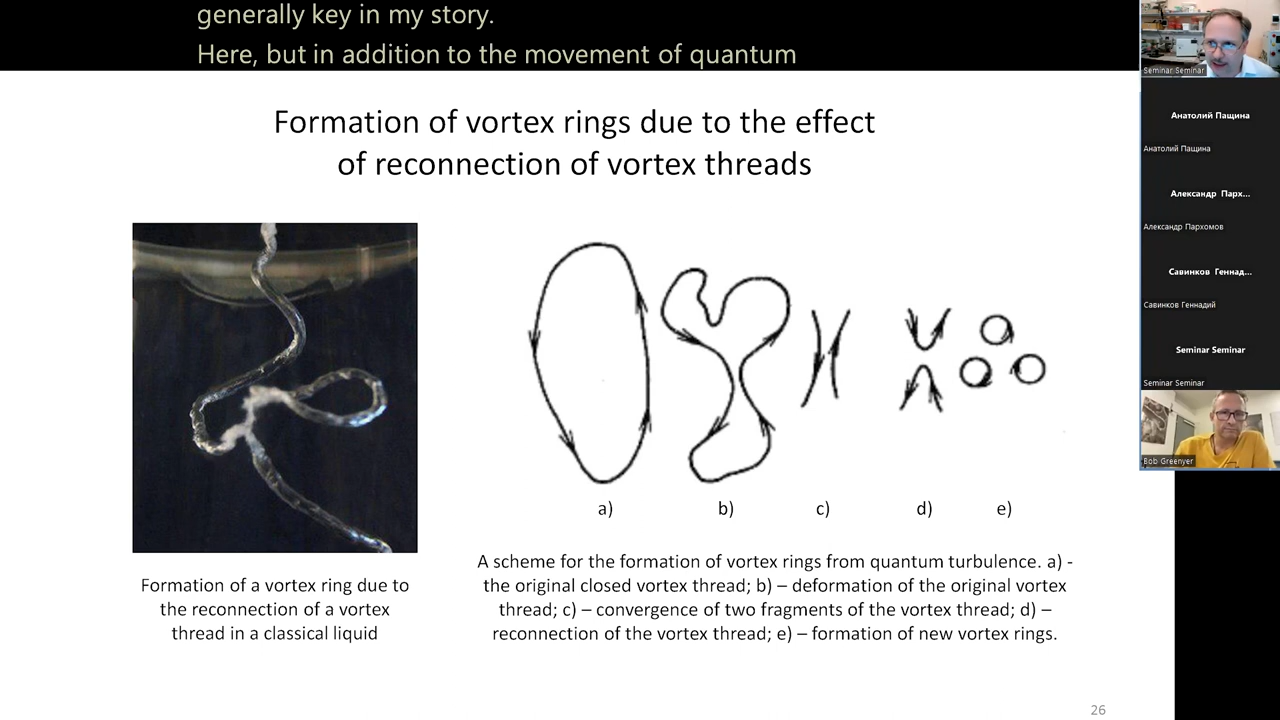 generally key in my story.
Here, but in addition to the movement of quantum
Formation of vortex rings due to the effect
of reconnection of vortex threads
a)
b)
c)
d)
e)
Formation of a vortex ring due to
the reconnection of a vortex
thread in a classical liquid
A scheme for the formation of vortex rings from quantum turbulence. a) -
the original closed vortex thread; b) – deformation of the original vortex
thread; c) – convergence of two fragments of the vortex thread; d) –
reconnection of the vortex thread; e) – formation of new vortex rings.
26
Seminar Seminar
Анатолий Пащина
Анатолий Пащина
Александр Парх...
Александр Пархомов
Савинков Геннад...
Савинков Геннадий
Seminar Seminar
Seminar Seminar
Bob Greenyer